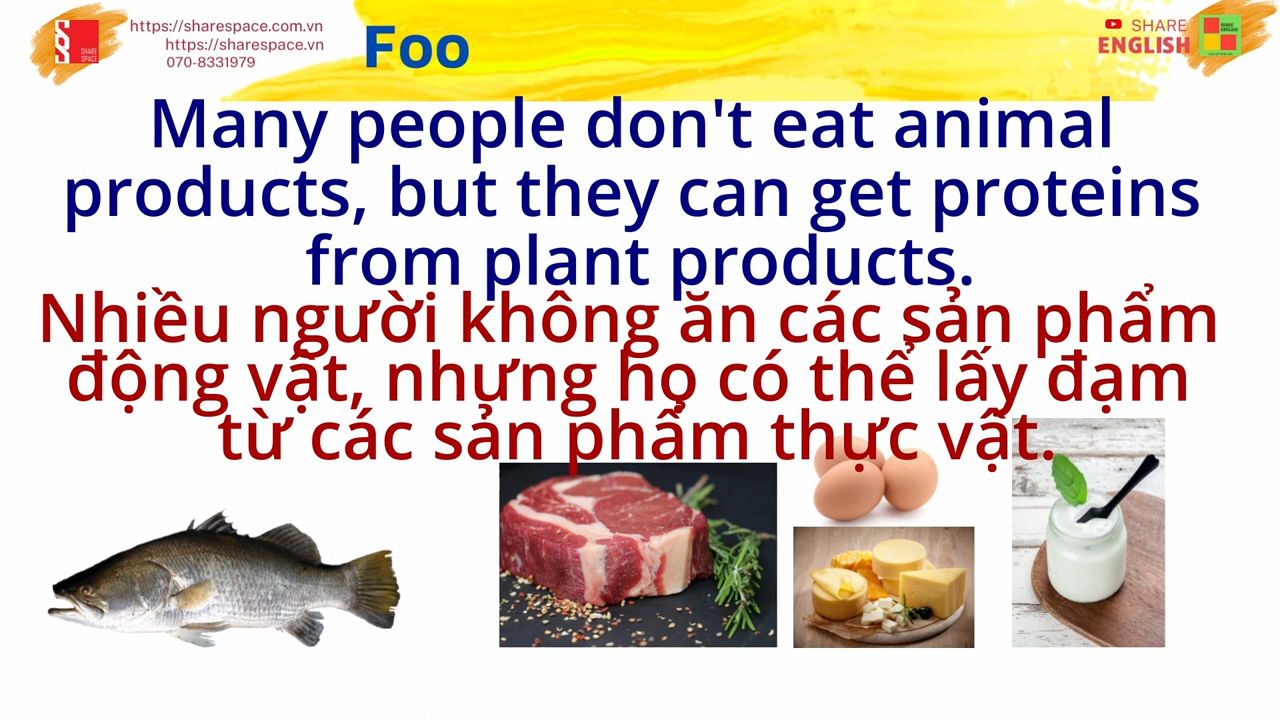 https://sharespace.com.vn
https://sharespace.vn
070-8331979
SHARE
SPACE
Foo
SHARE
ENGLISH
Many people don't eat animal
products, but they can get proteins
from plant products.
Nhiều người không ăn các sản phẩm
động vật, nhưng họ có thể lấy đạm
từ các sản phẩm thực vật.